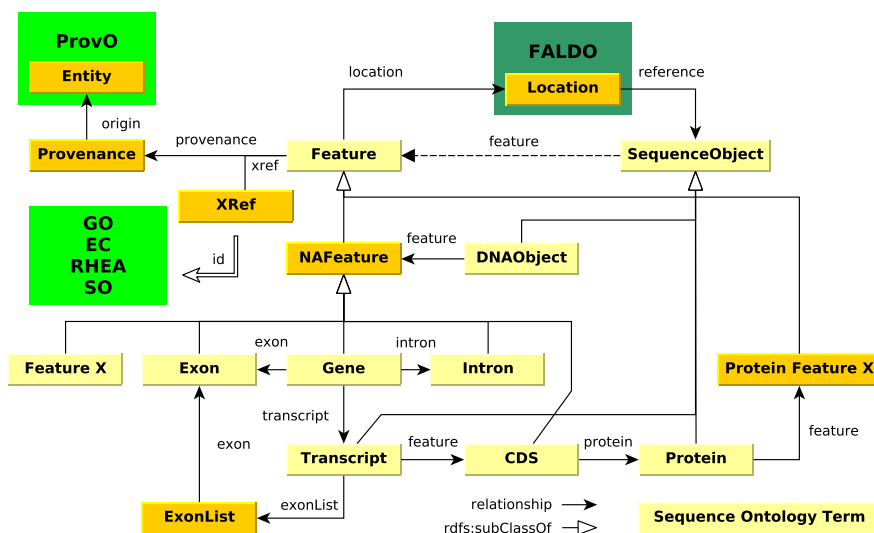 ProvO
FALDO
location
reference
Entity
Location
origin
provenance
feature
Provenance
Feature
SequenceObject
xref
XRef
GO
EC
RHEA
SO
id
feature
NAFeature
DNAObject
exon
intron
Feature X
Exon
Gene
Intron
Protein Feature X
transcript
feature
exon
feature
protein
Transcript
CDS
Protein
exonList
relationship
ExonList
Sequence Ontology Term
rdfs:subClassOf